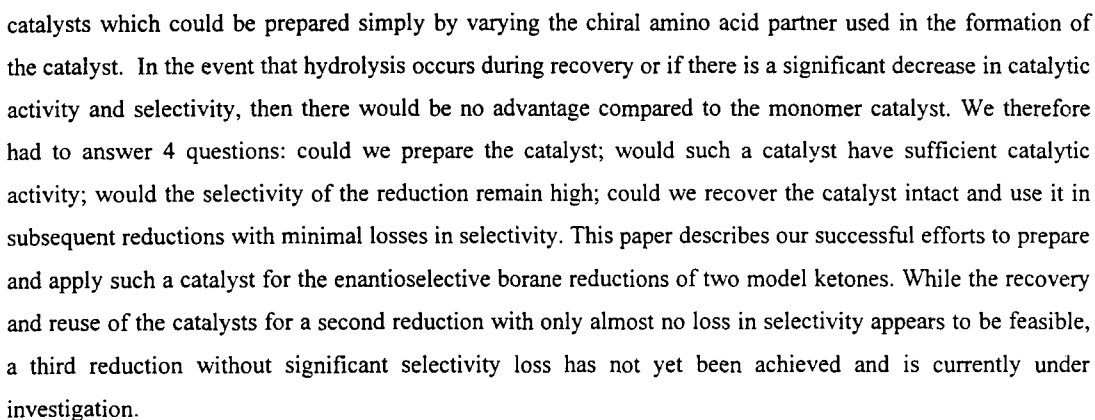 catalysts which could be prepared simply by varying the chiral amino acid partner used in the formation of
the catalyst. In the event that hydrolysis occurs during recovery or if there is a significant decrease in catalytic
activity and selectivity, then there would be no advantage compared to the monomer catalyst. We therefore
had to answer 4 questions: could we prepare the catalyst; would such a catalyst have sufficient catalytic
activity; would the selectivity of the reduction remain high; could we recover the catalyst intact and use it in
subsequent reductions with minimal losses in selectivity. This paper describes our successful efforts to prepare
and apply such a catalyst for the enantioselective borane reductions of two model ketones. While the recovery
and reuse of the catalysts for a second reduction with only almost no loss in selectivity appears to be feasible,
a third reduction without significant selectivity loss has not yet been achieved and is currently under
investigation.